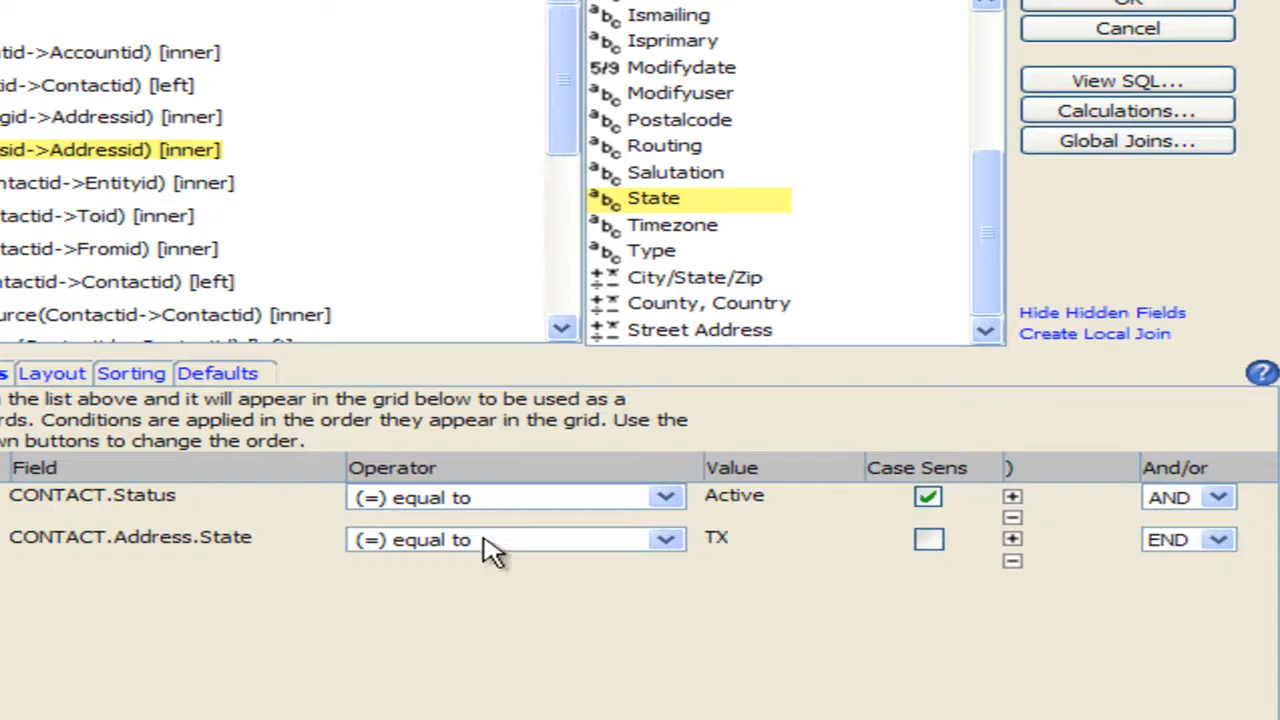 tid->Accountid) [inner]
id->Contactid) [left]
gid->Addressid) [inner]
sid->Addressid) [inner]
ntactid->Entityid) [inner]
tactid->Toid) [inner]
tactid->Fromid) [inner]
ntactid->Contactid) [left]
urce(Contactid->Contactid) [inner]
Ismailing
Isprimary
5/9 Modifydate
Modifyuser
Postalcode
Routing
Salutation
State
Timezone
Type
City/State/Zip
County, Country
Street Address
Cancel
View SQL...
Calculations...
Global Joins...
Hide Hidden Fields
Create Local Join
s Layout Sorting Defaults ?
n the list above and it will appear in the grid below to be used as a
rds. Conditions are applied in the order they appear in the grid. Use the
wn buttons to change the order.
Field Operator Value Case Sens ) And/or
CONTACT.Status (=) equal to Active AND
CONTACT.Address.State (=) equal to TX END